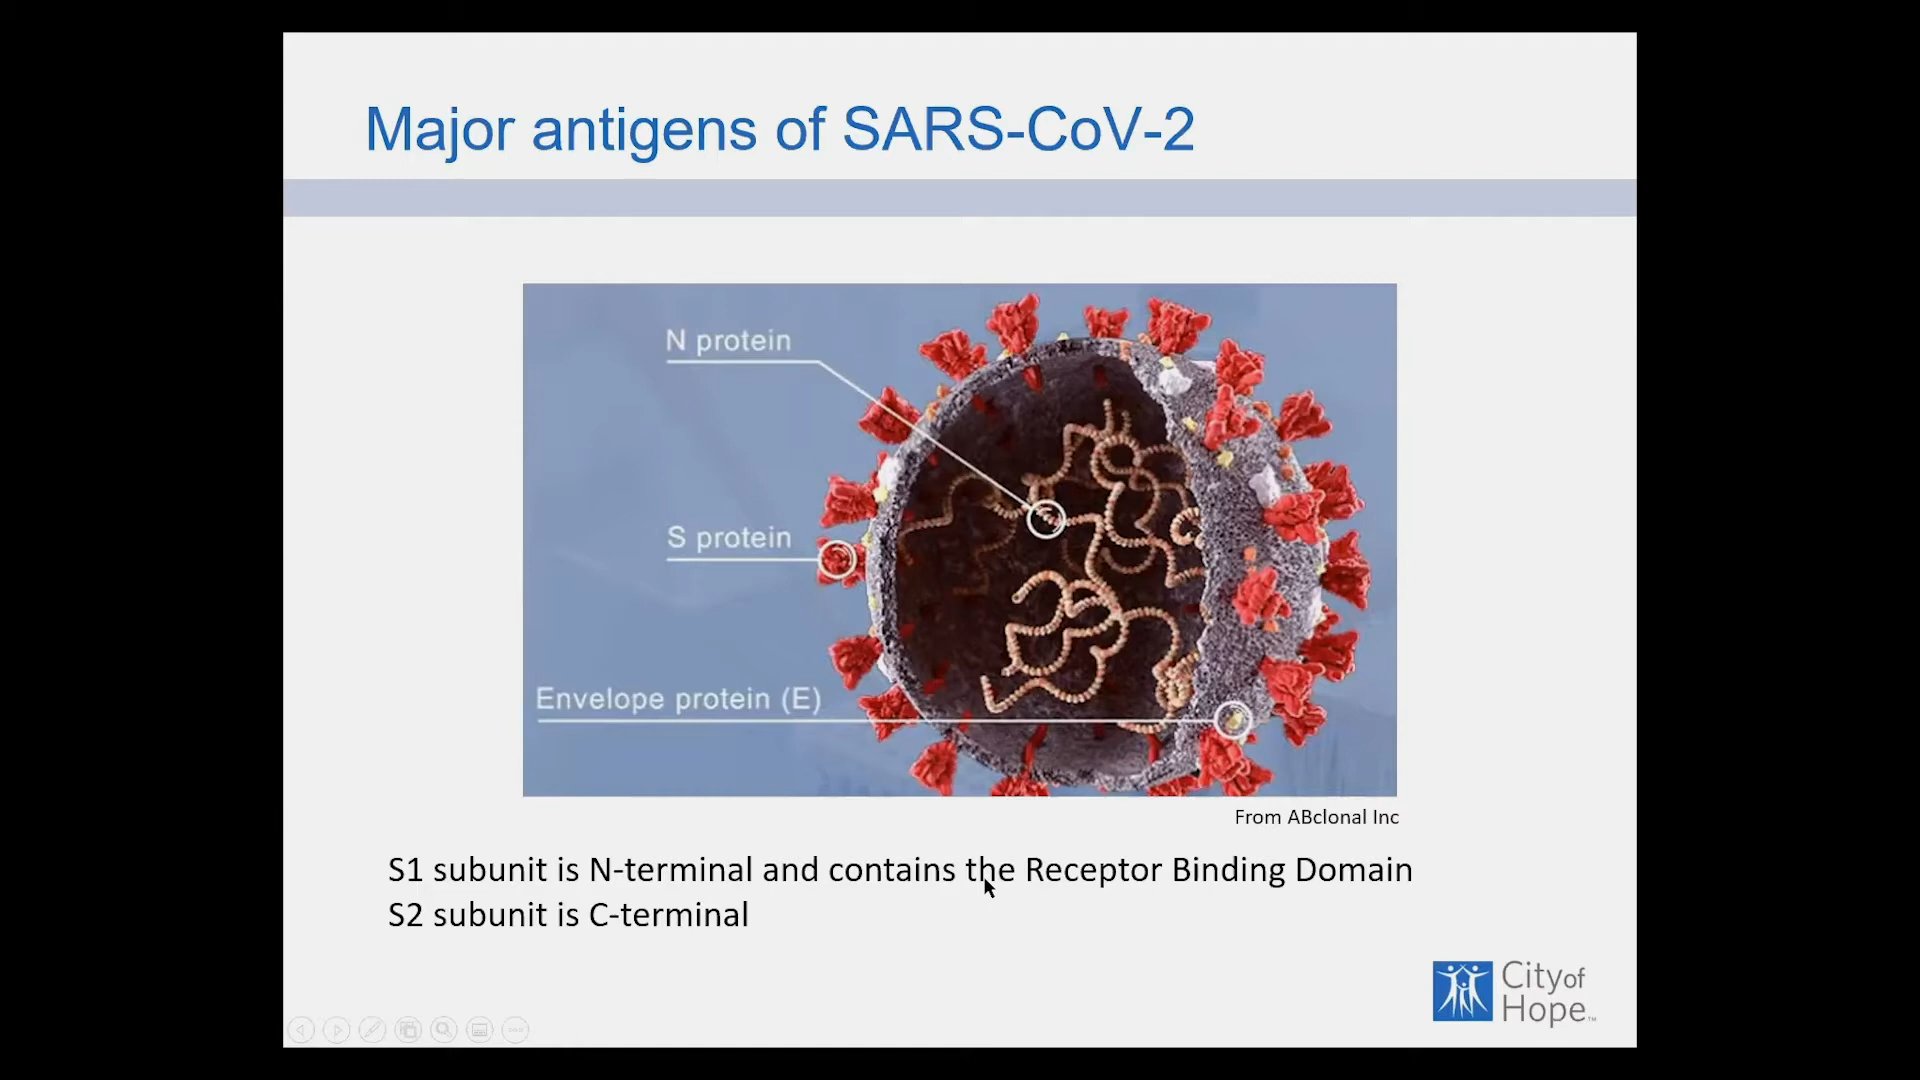 Major antigens of SARS-CoV-2
N protein
S protein
Envelope protein (E)
From ABclonal Inc
S1 subunit is N-terminal and contains the Receptor Binding Domain
S2 subunit is C-terminal
City of
Hope™